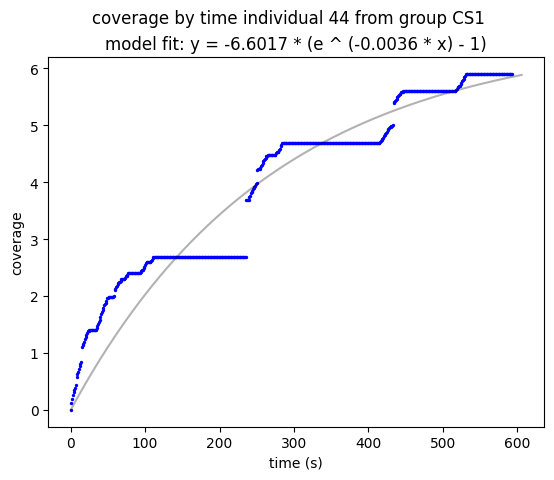 coverage by time individual 44 from group CS1
model fit: y = -6.6017 * (e ^ (-0.0036 * x) - 1)
6
5
4
3
2
1
0
coverage
0 100 200 300 400 500 600
time (s)